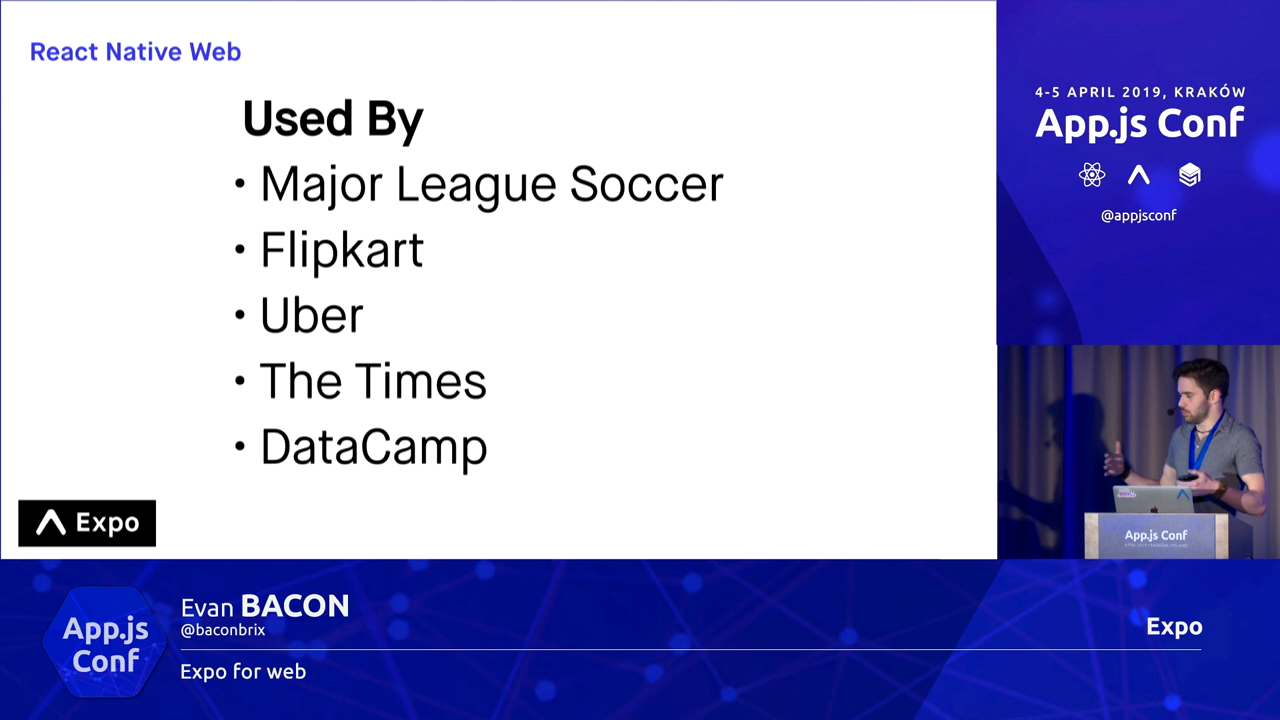 React Native Web
Used By
• Major League Soccer
• Flipkart
• Uber
• The Times
• DataCamp
Expo
4-5 APRIL 2019, KRAKÓW
App.js Conf
@appjsconf
App.js Conf
App.js
Conf
Evan BACON
@baconbrix
Expo for web
Expo